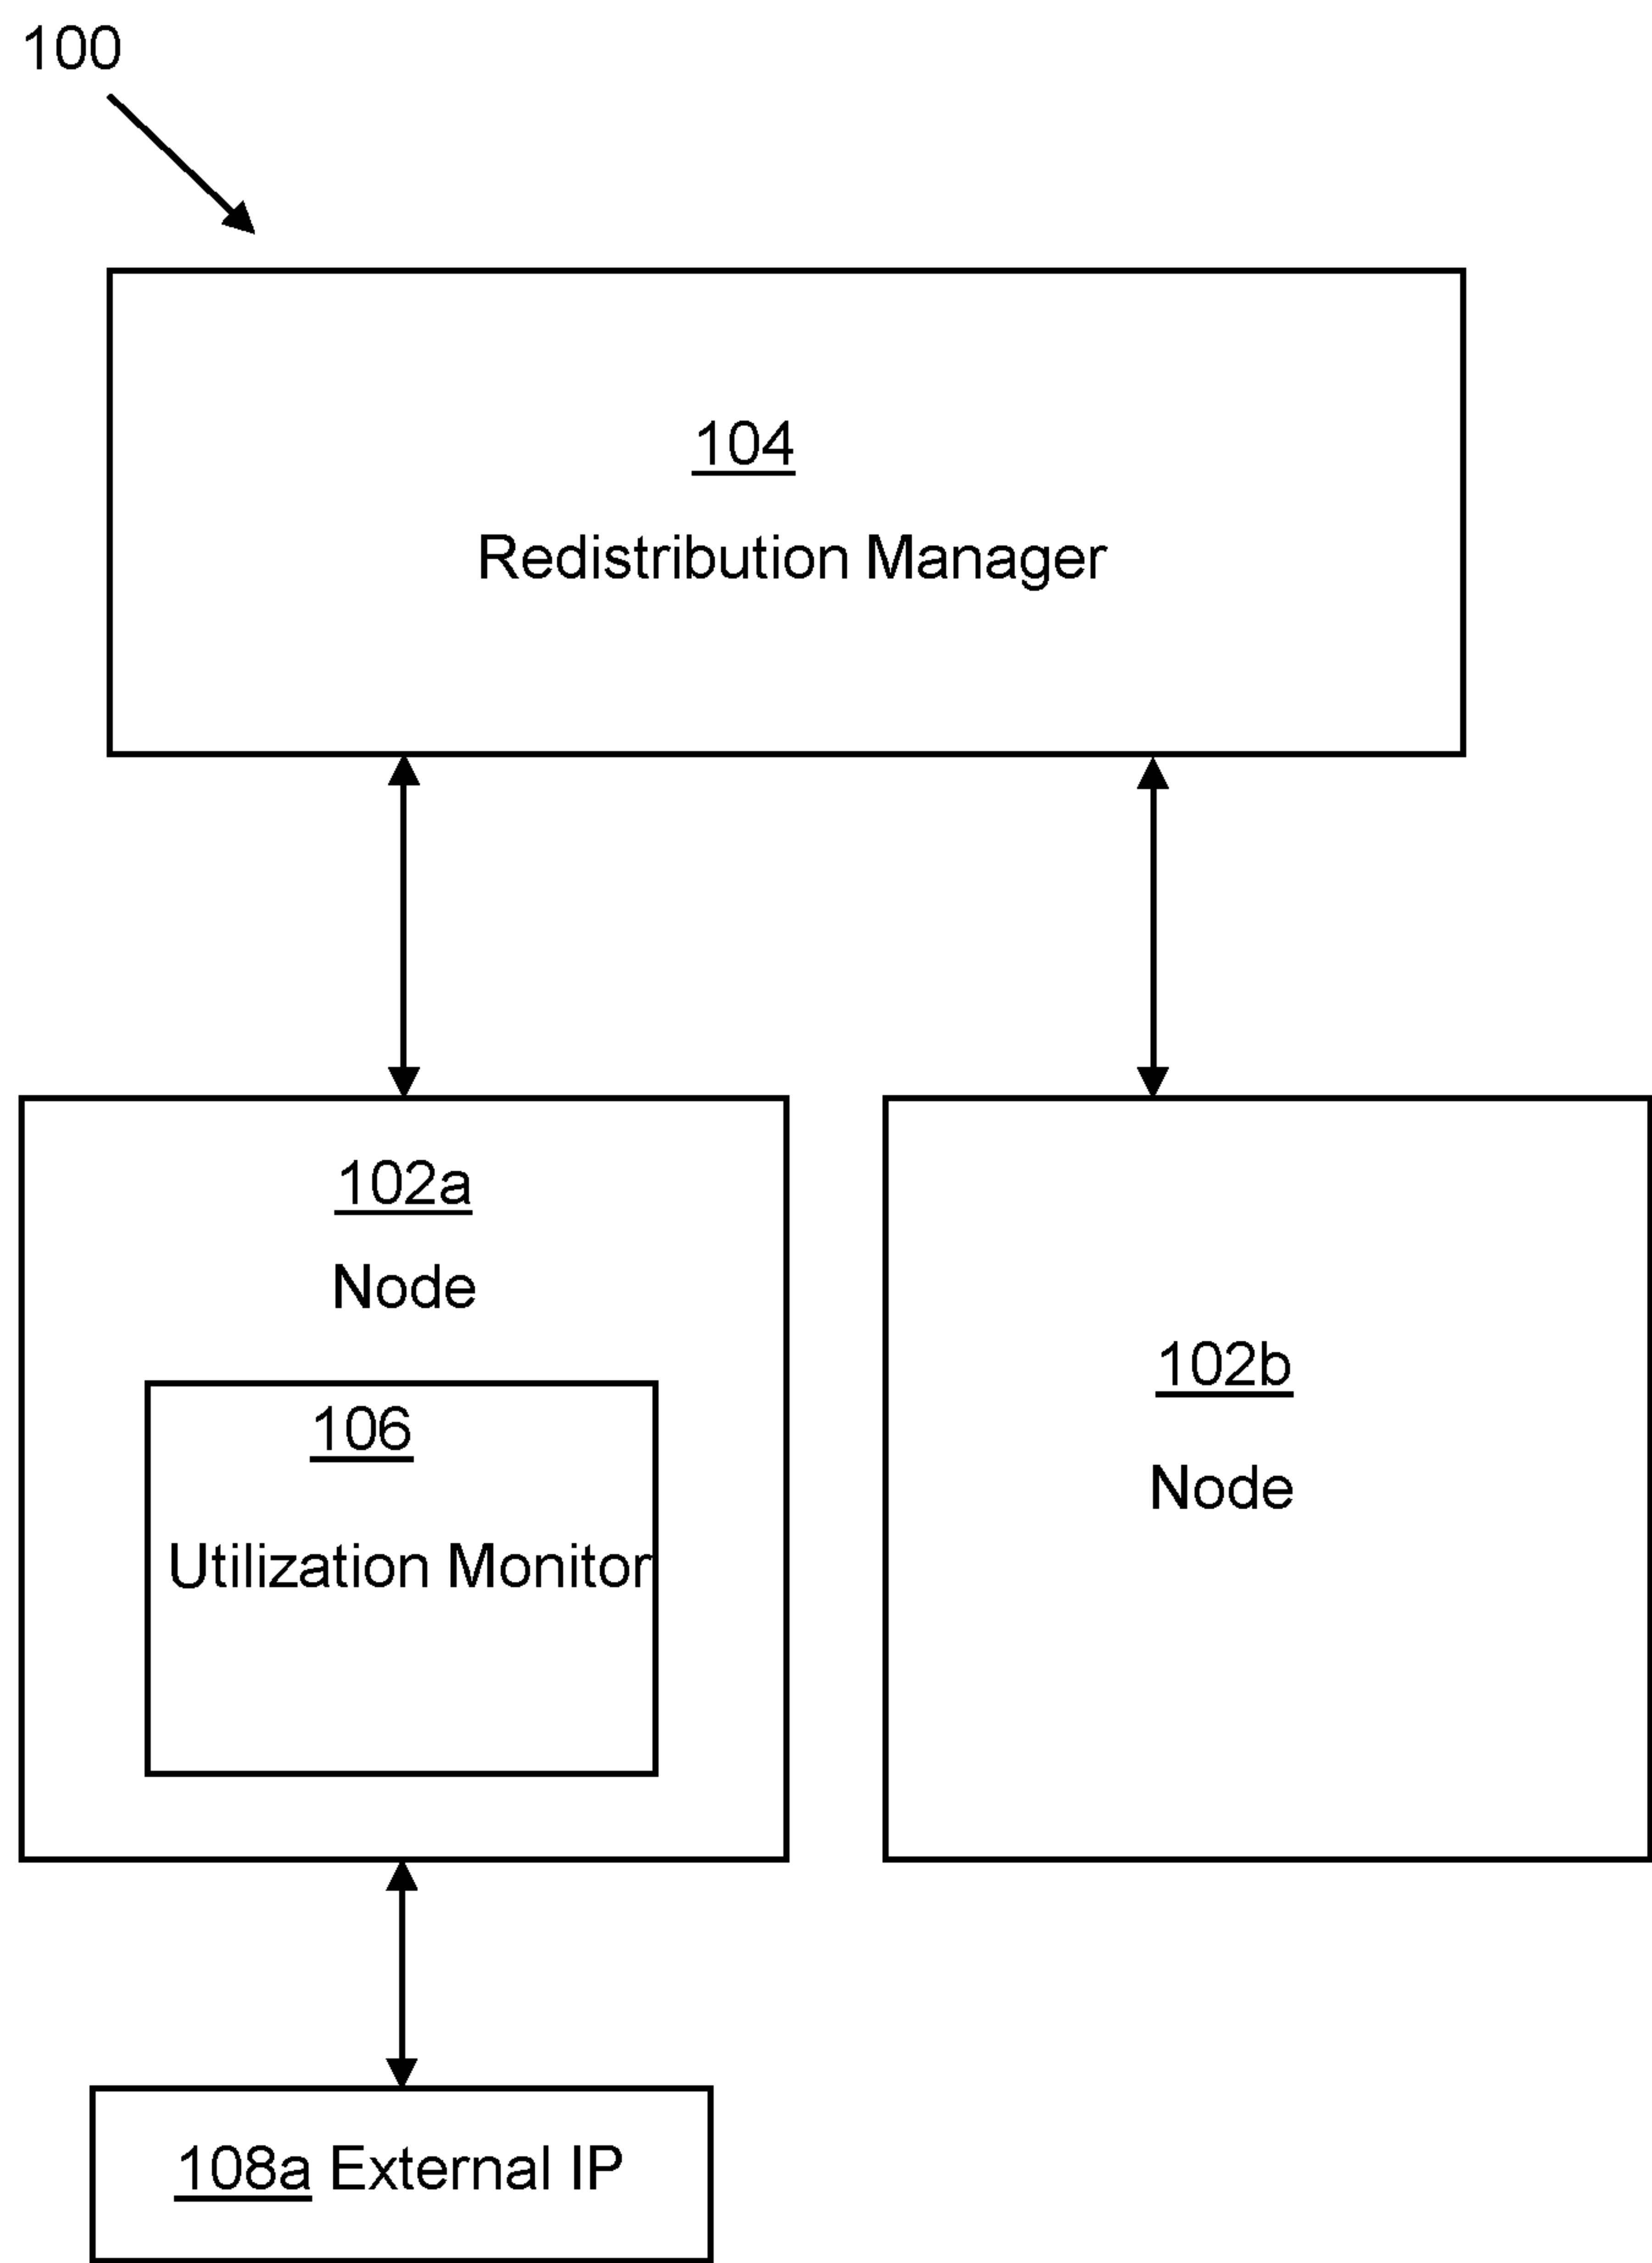 100
104
Redistribution Manager
102a
Node
106
Utilization Monitor
102b
Node
108a External IP